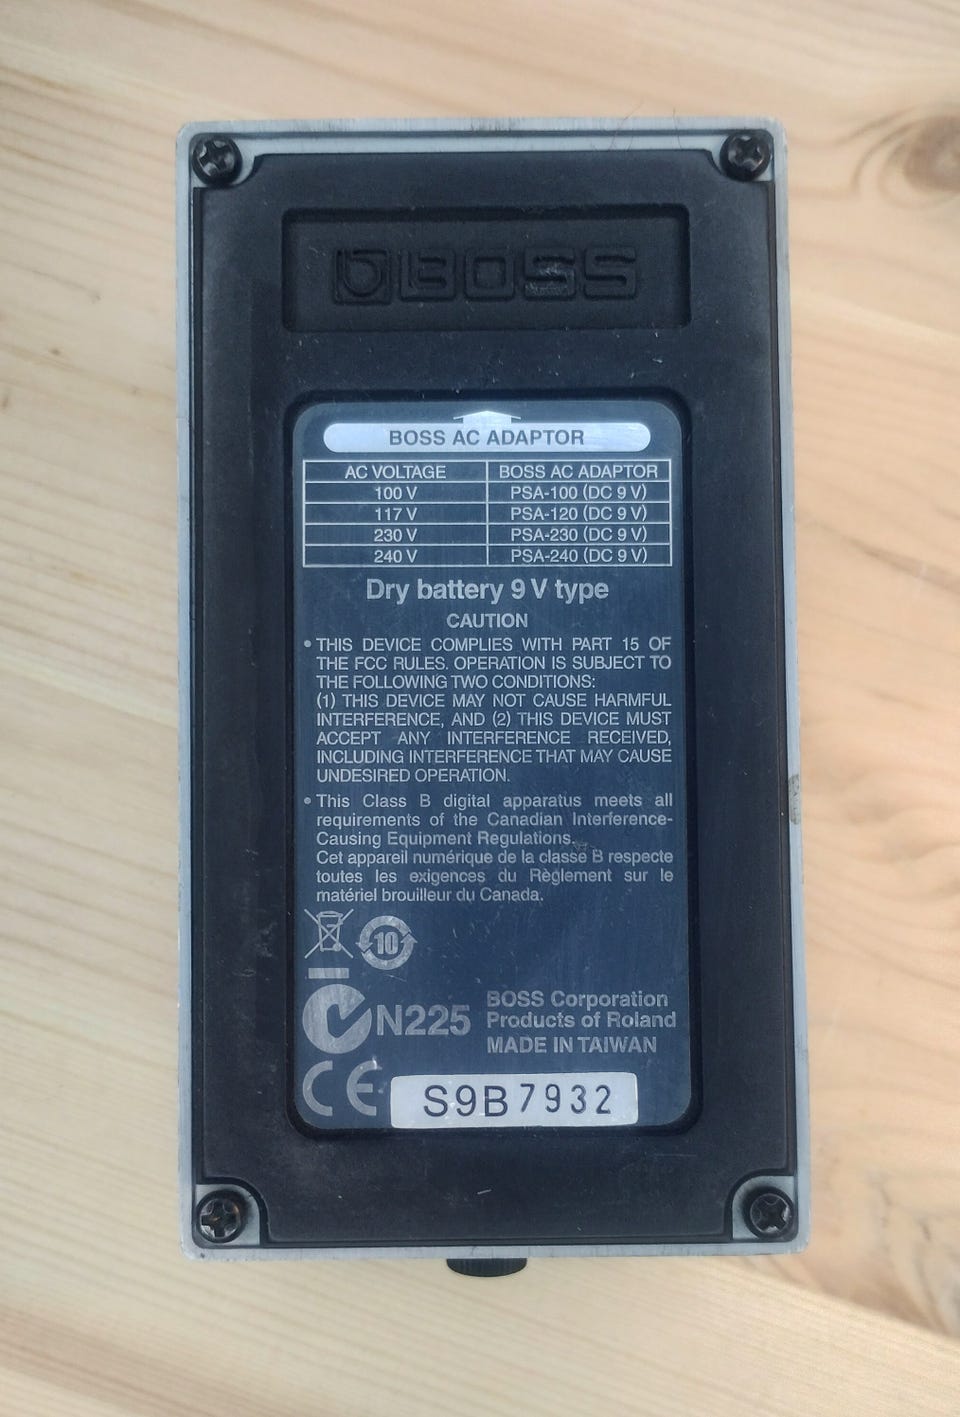 BOSS
BOSS AC ADAPTOR
AC VOLTAGE BOSS AC ADAPTOR
100 V PSA-100 (DC 9 V)
117 V PSA-120 (DC 9 V)
230 V PSA-230 (DC 9 V)
240 V PSA-240 (DC 9 V)
Dry battery 9 V type
CAUTION
• THIS DEVICE COMPLIES WITH PART 15 OF
THE FCC RULES. OPERATION IS SUBJECT TO
THE FOLLOWING TWO CONDITIONS:
(1) THIS DEVICE MAY NOT CAUSE HARMFUL
INTERFERENCE, AND (2) THIS DEVICE MUST
ACCEPT ANY INTERFERENCE RECEIVED,
INCLUDING INTERFERENCE THAT MAY CAUSE
UNDESIRED OPERATION.
• This Class B digital apparatus meets all
requirements of the Canadian Interference-
Causing Equipment Regulations.
Cet appareil numérique de la classe B respecte
toutes les exigences du Règlement sur le
matériel brouilleur du Canada.
10
N225
BOSS Corporation
Products of Roland
MADE IN TAIWAN
CE
S9B7932